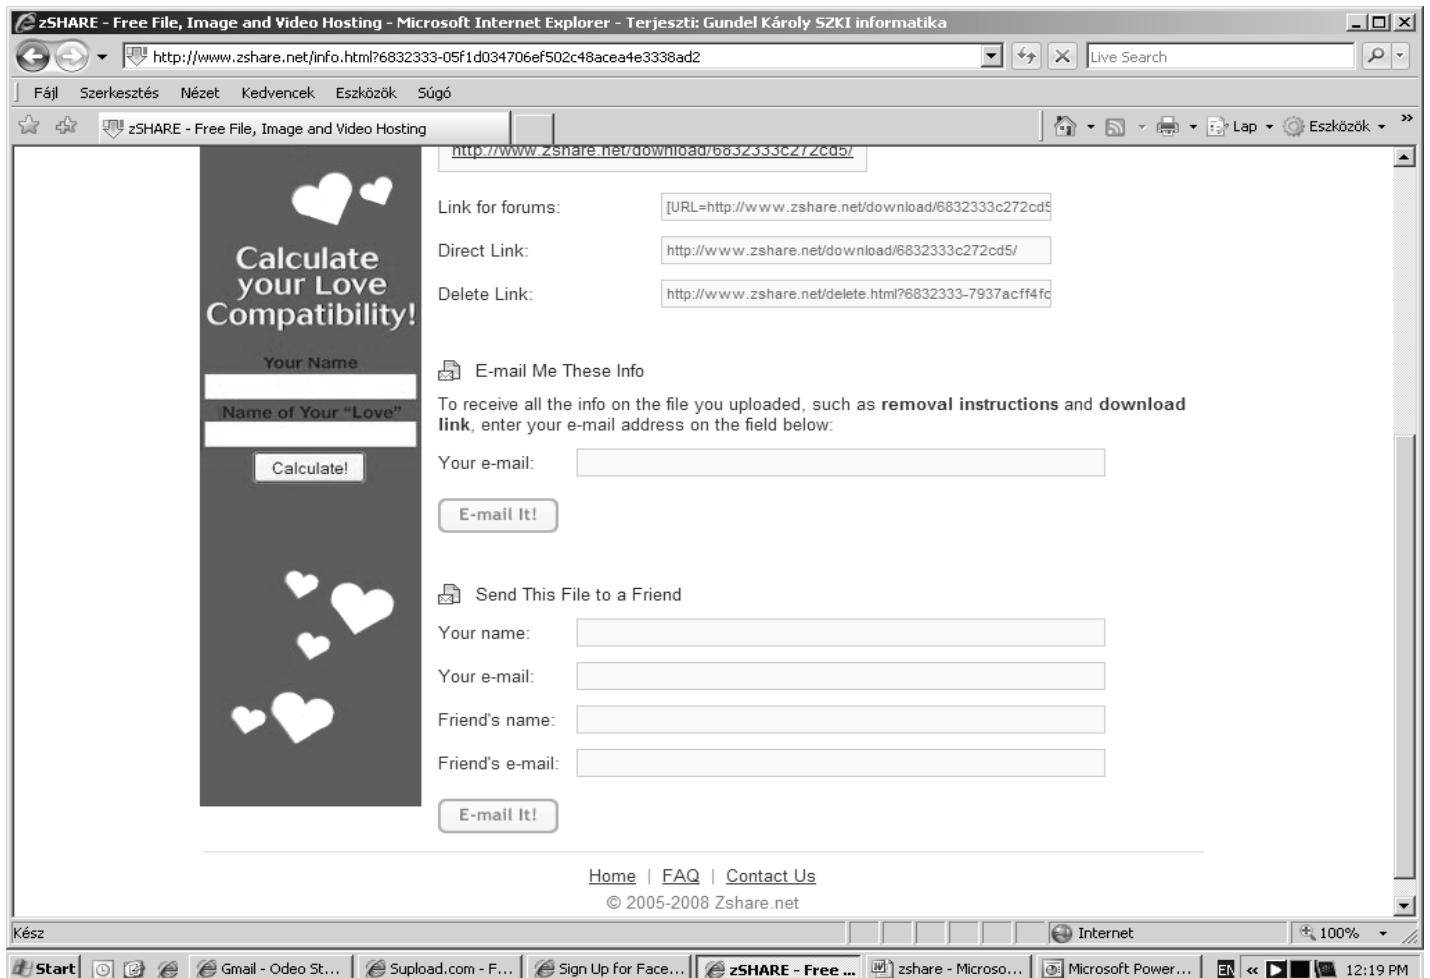 zSHARE - Free File, Image and Video Hosting - Microsoft Internet Explorer - Terjeszti: Gundel Károly SZKI informatika
http://www.zshare.net/info.html?6832333-05f1d034706ef502c48acea4e3338ad2
Live Search
Fájl Szerkesztés Nézet Kedvencek Eszközök Súgó
zSHARE - Free File, Image and Video Hosting
Lap Eszközök »
http://www.zshare.net/download/6832333c272cd5/
Link for forums: [URL=http://www.zshare.net/download/6832333c272cd5
Direct Link: http://www.zshare.net/download/6832333c272cd5/
Delete Link: http://www.zshare.net/delete.html?6832333-7937acff4fc
Calculate
your Love
Compatibility!
Your Name
Name of Your “Love”
Calculate!
E-mail Me These Info
To receive all the info on the file you uploaded, such as removal instructions and download
link, enter your e-mail address on the field below:
Your e-mail:
E-mail It!
Send This File to a Friend
Your name:
Your e-mail:
Friend's name:
Friend's e-mail:
E-mail It!
Home | FAQ | Contact Us
© 2005-2008 Zshare.net
Kész Internet 100%
Start Gmail - Odeo St... Supload.com - F... Sign Up for Face... zSHARE - Free ... zshare - Microso... Microsoft Power... EN « 12:19 PM